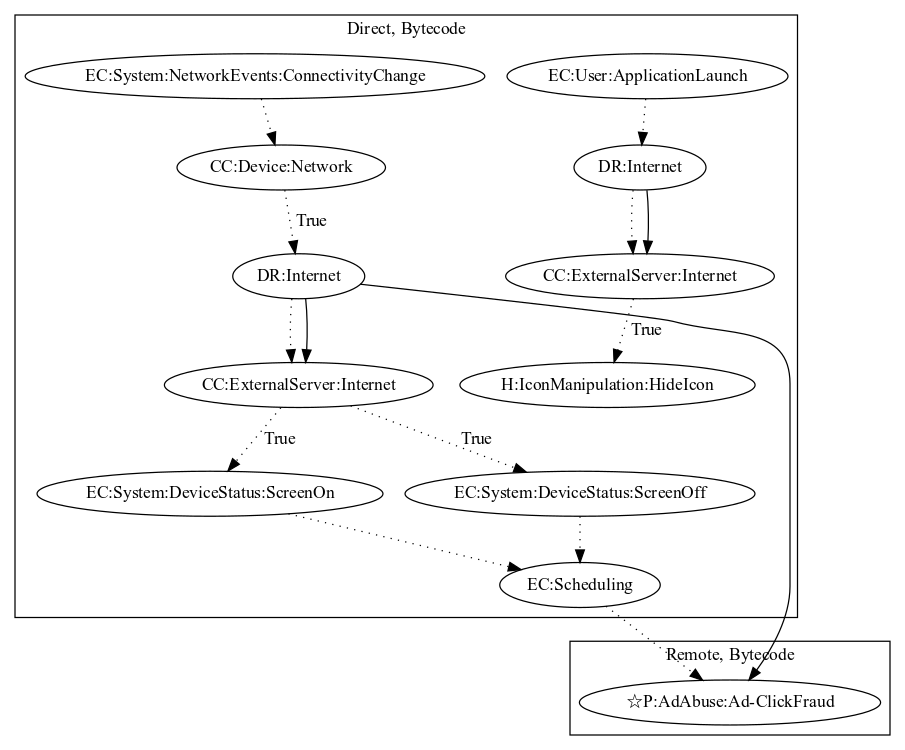 Direct, Bytecode
EC:System:NetworkEvents:ConnectivityChange
EC:User:ApplicationLaunch
CC:Device:Network
DR:Internet
True
DR:Internet
CC:ExternalServer:Internet
True
CC:ExternalServer:Internet
H:IconManipulation:HideIcon
True
True
EC:System:DeviceStatus:ScreenOn
EC:System:DeviceStatus:ScreenOff
EC:Scheduling
Remote, Bytecode
☆P:AdAbuse:Ad-ClickFraud